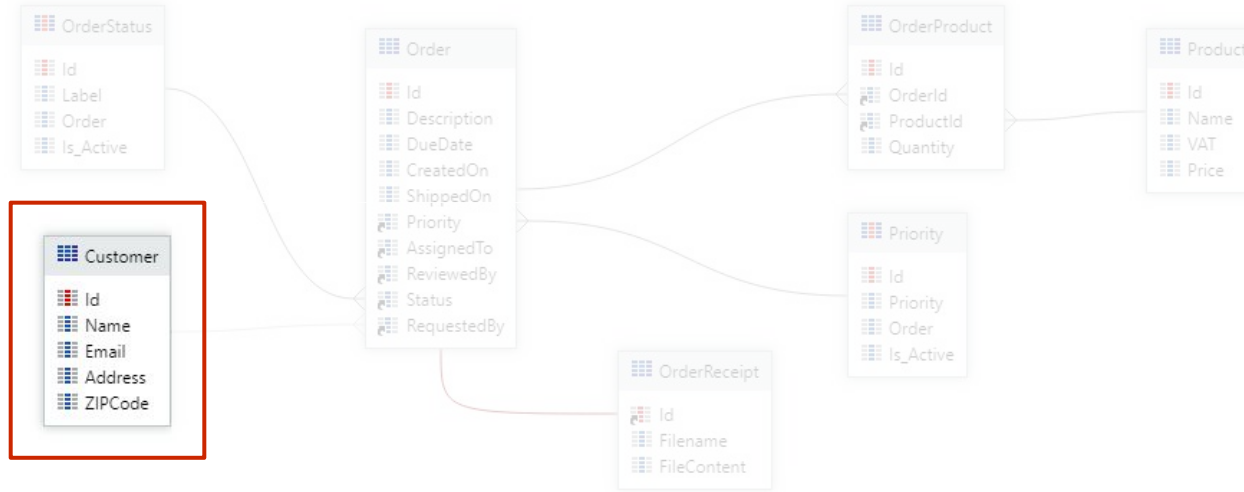 OrderStatus
Id
Label
Order
Is_Active
Customer
Id
Name
Email
Address
ZIPCode
Order
Id
Description
DueDate
CreatedOn
ShippedOn
Priority
AssignedTo
ReviewedBy
Status
RequestedBy
OrderReceipt
Id
Filename
FileContent
OrderProduct
Id
OrderId
ProductId
Quantity
Priority
Id
Priority
Order
Is_Active
Product
Id
Name
VAT
Price